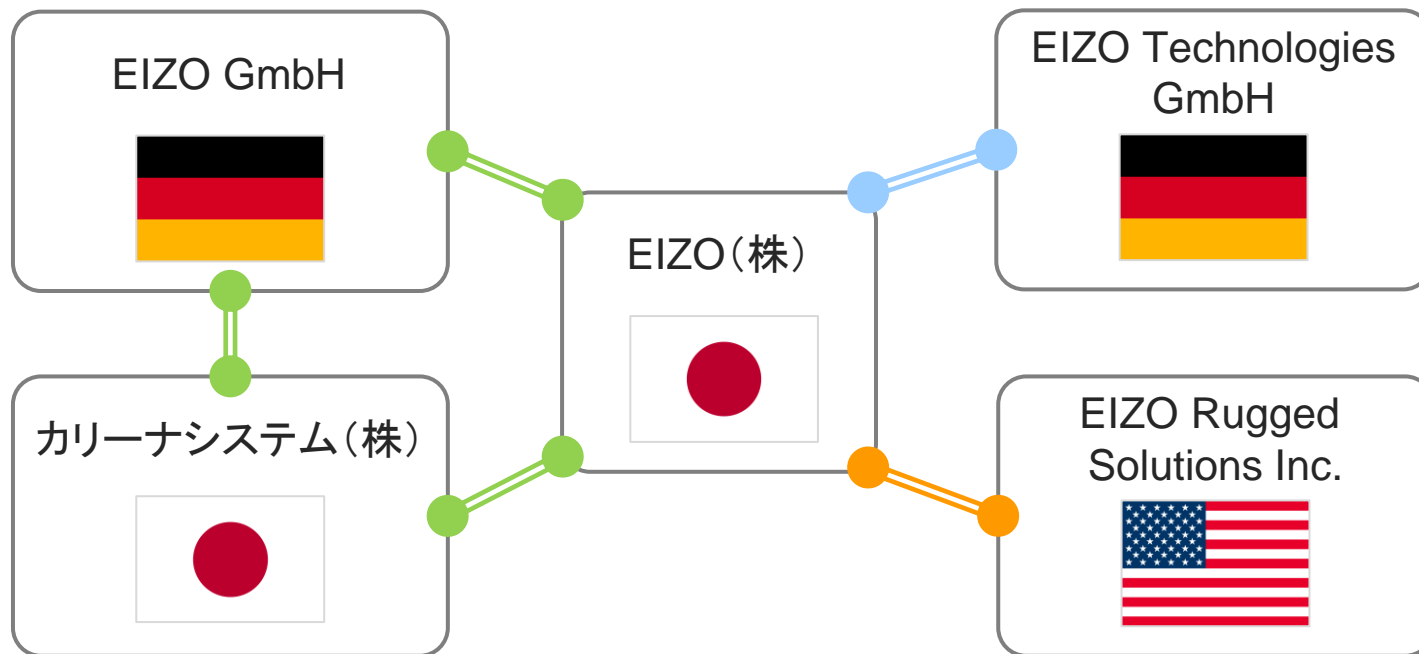 EIZO GmbH
EIZO Technologies
GmbH
EIZO（株）
カリーナシステム（株）
EIZO Rugged
Solutions Inc.